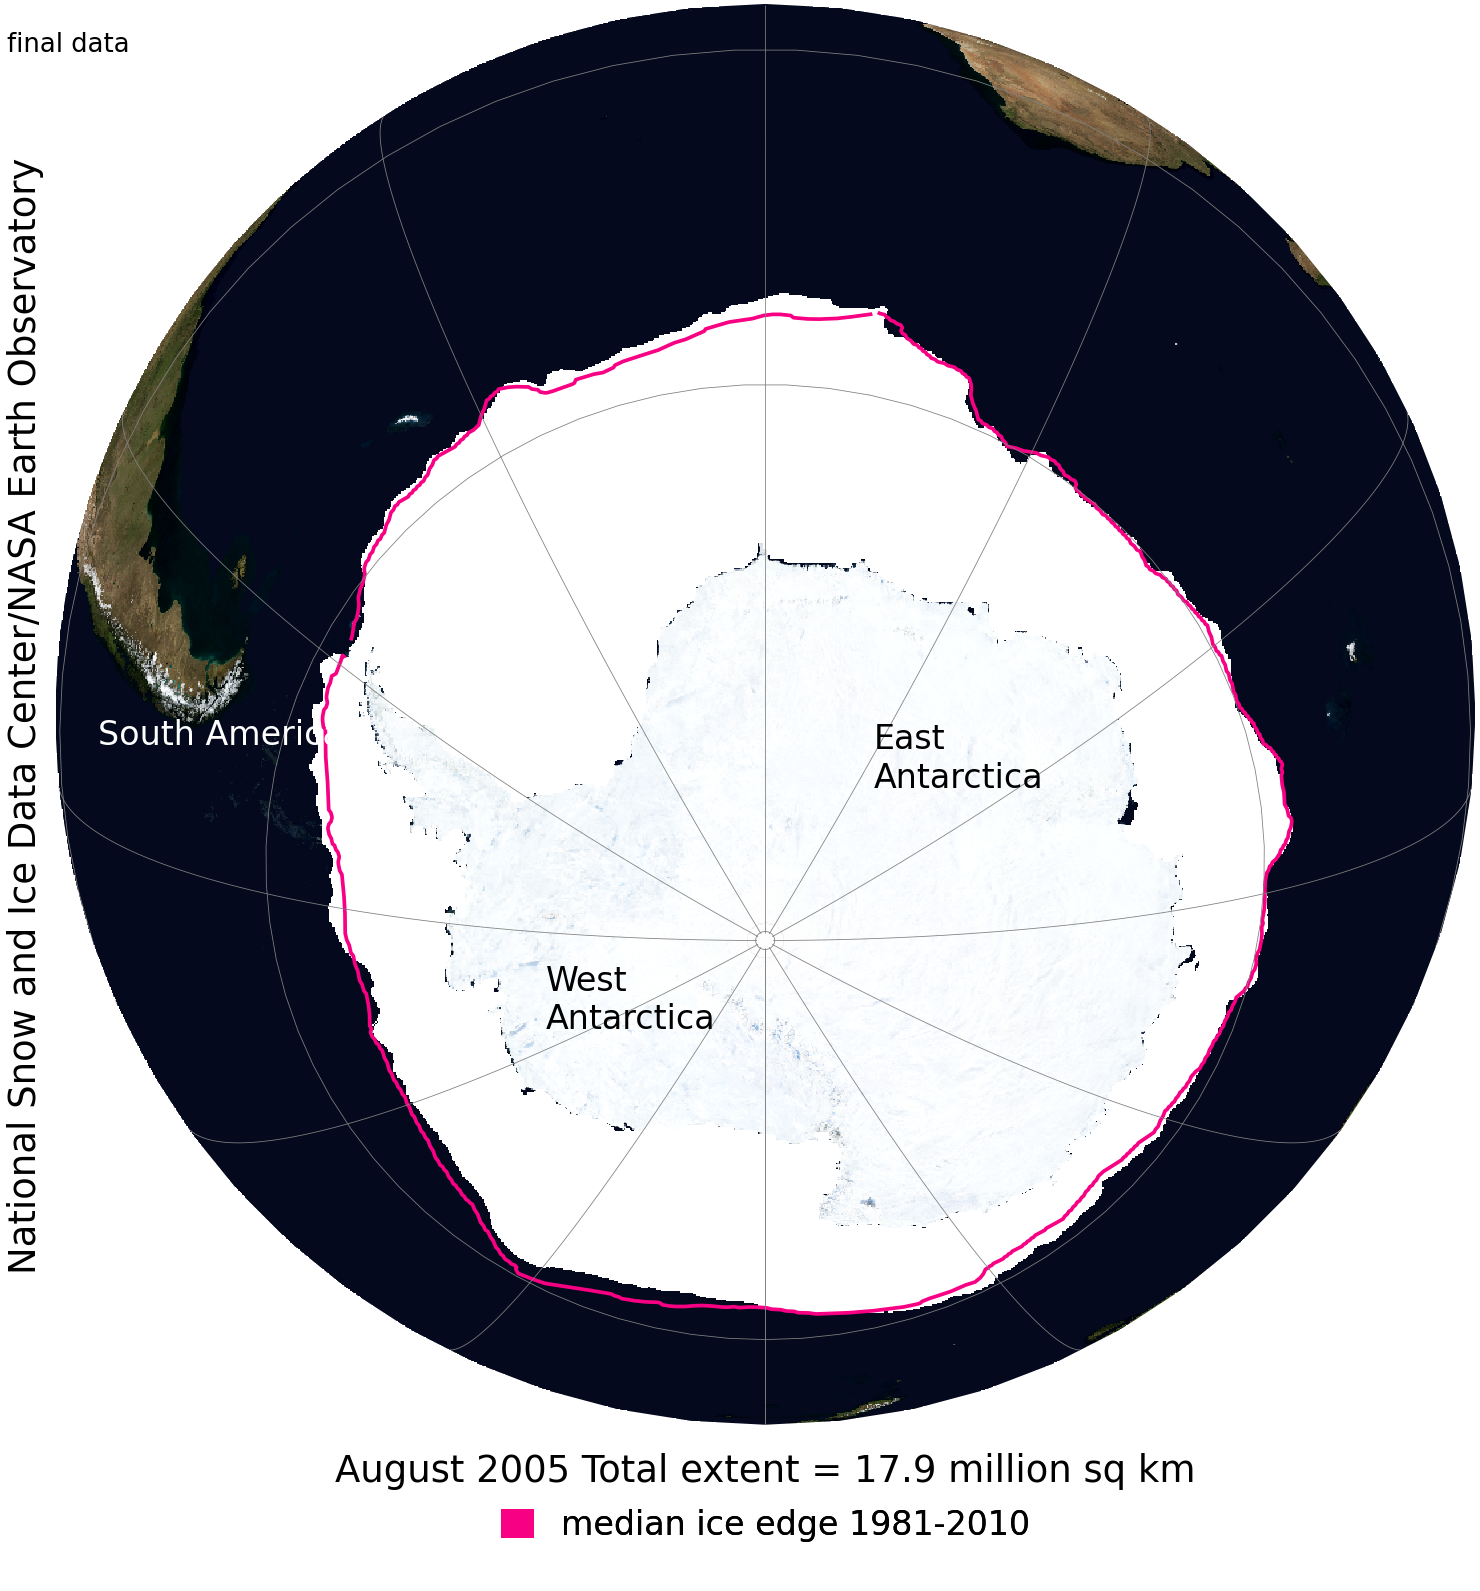 final data
National Snow and Ice Data Center/NASA Earth Observatory
South America
East
Antarctica
West
Antarctica
August 2005 Total extent = 17.9 million sq km
median ice edge 1981-2010